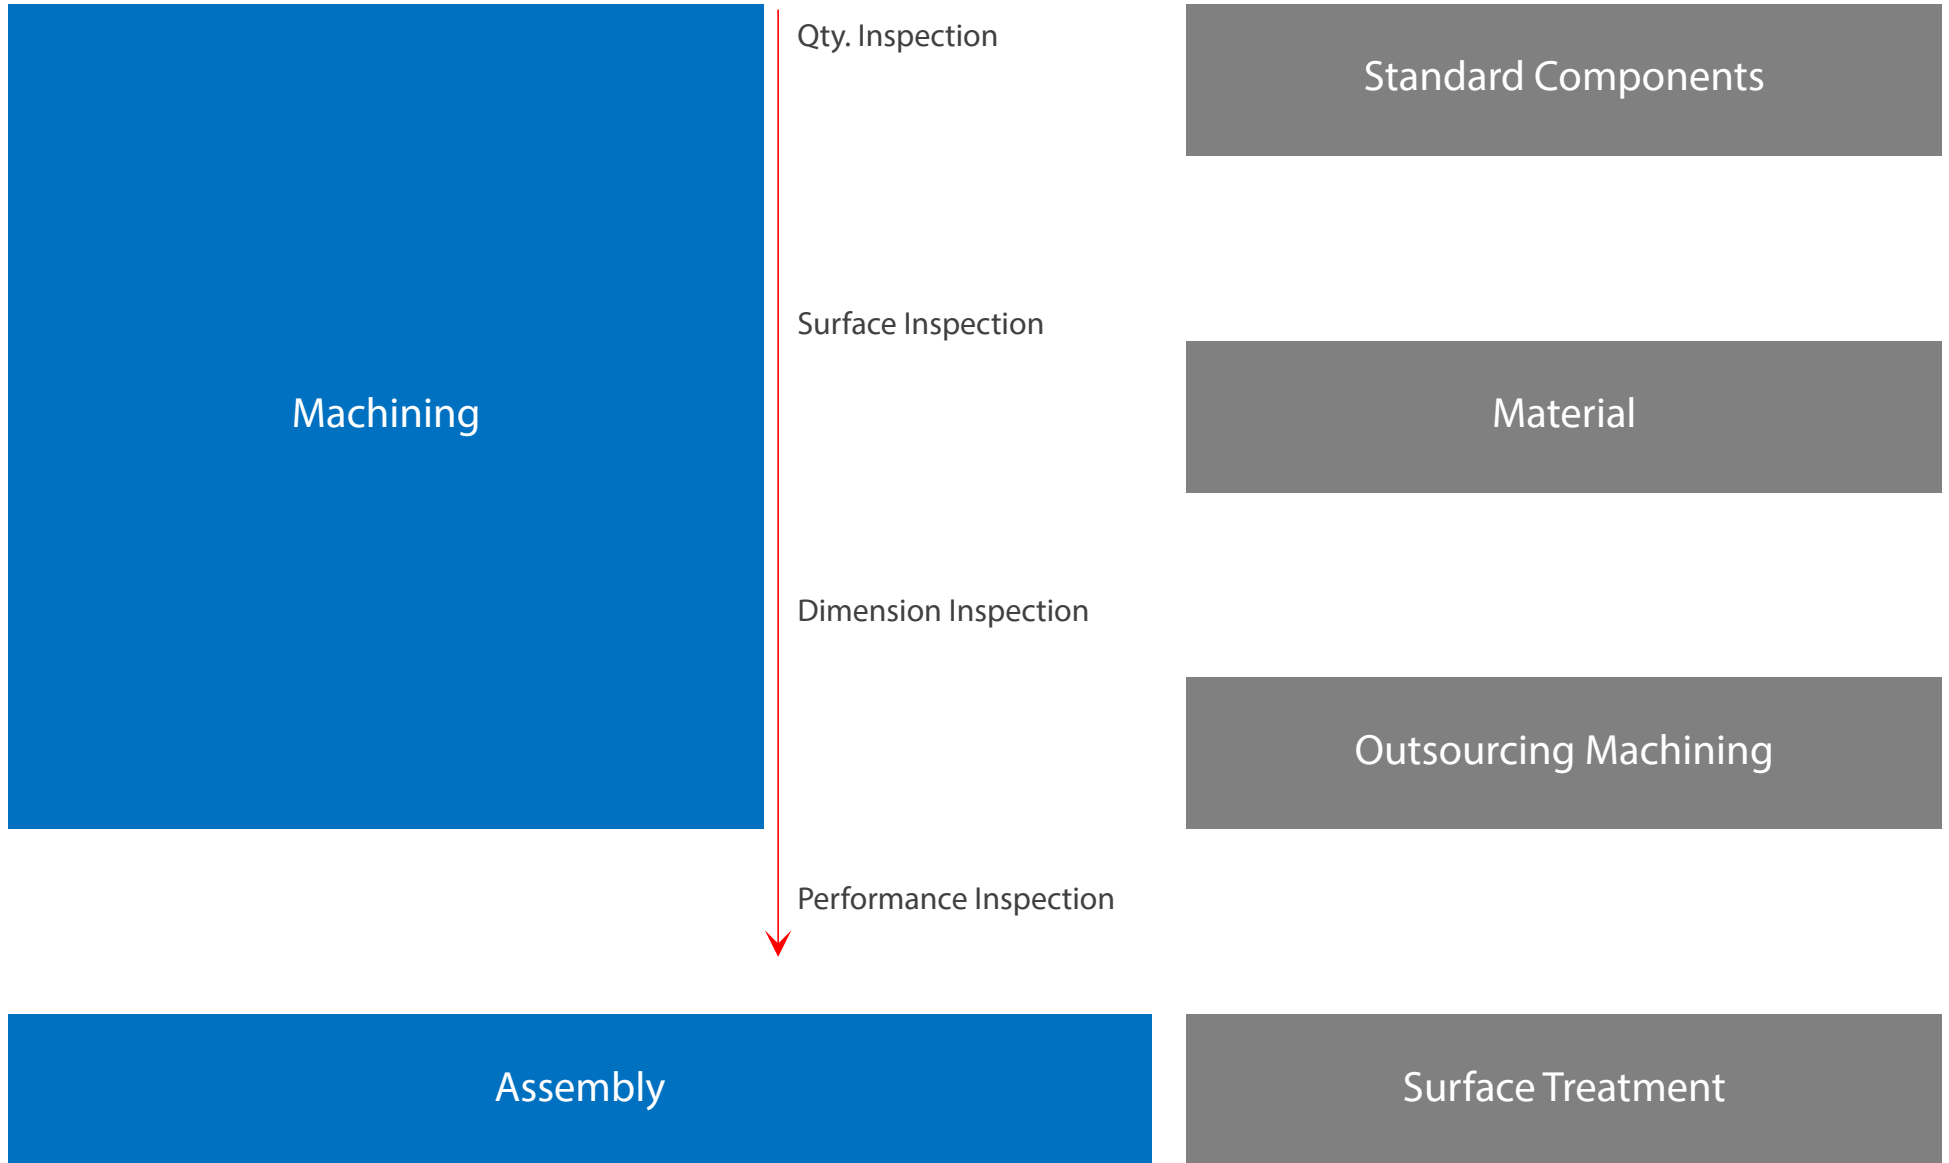 Qty. Inspection
Standard Components
Surface Inspection
Machining
Material
Dimension Inspection
Outsourcing Machining
Performance Inspection
Assembly
Surface Treatment